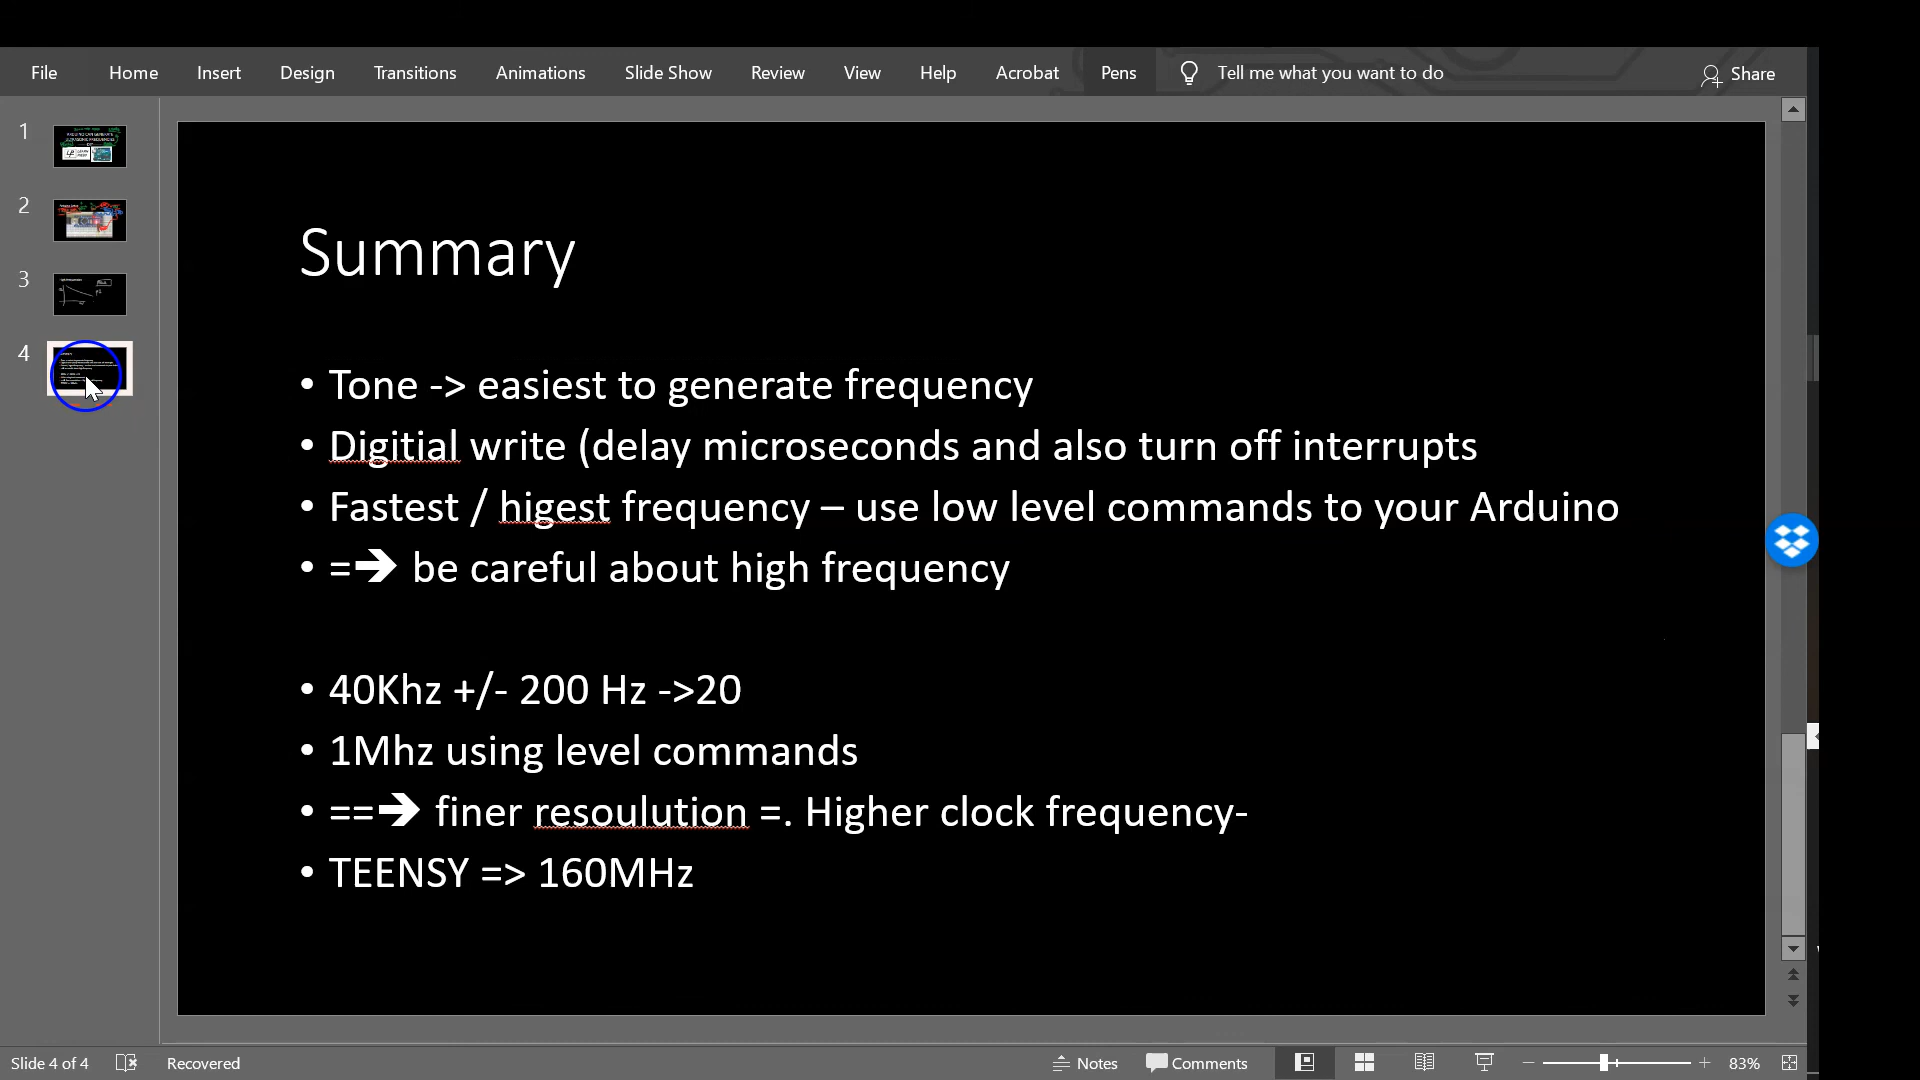 File Home Insert Design Transitions Animations Slide Show Review View Help Acrobat Pens Tell me what you want to do Share
1
2
3
4
Summary
• Tone -> easiest to generate frequency
• Digitial write (delay microseconds and also turn off interrupts
• Fastest / higest frequency – use low level commands to your Arduino
• =➔ be careful about high frequency
• 40Khz +/- 200 Hz ->20
• 1Mhz using level commands
• ==➔ finer resoulution =. Higher clock frequency-
• TEENSY => 160MHz
Slide 4 of 4 Recovered Notes Comments 83%